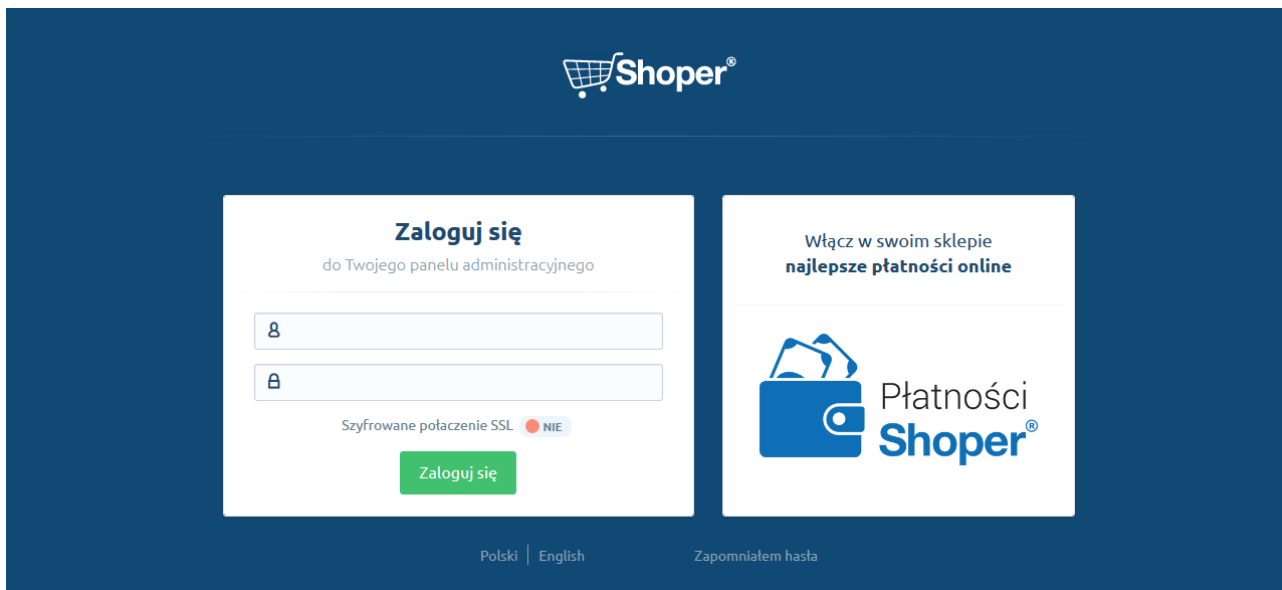 Shoper®
Zaloguj się
do Twojego panelu administracyjnego
Szyfrowane połaczenie SSL NIE
Zaloguj się
Włącz w swoim sklepie
najlepsze płatności online
Płatności
Shoper®
Polski | English
Zapomniałem hasła